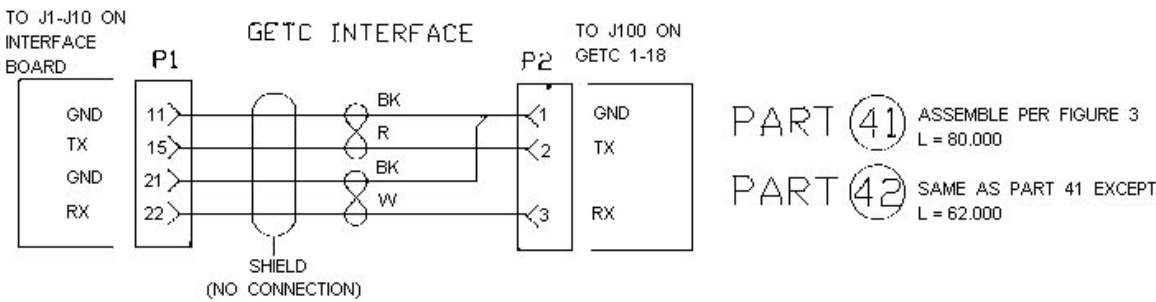 TO J1-J10 ON
INTERFACE
BOARD
GETC INTERFACE
TO J100 ON
GETC 1-18
P1
P2
GND 11 BK 1 GND
TX 15 R 2 TX
GND 21 BK
RX 22 W 3 RX
SHIELD
(NO CONNECTION)
PART 41 ASSEMBLE PER FIGURE 3
L = 80.000
PART 42 SAME AS PART 41 EXCEPT
L = 62.000